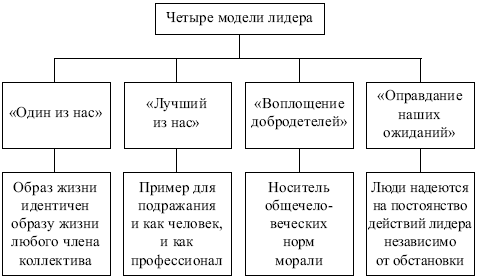 Четыре модели лидера
«Один из нас»
«Лучший
из нас»
«Воплощение
добродетелей»
«Оправдание
наших
ожиданий»
Образ жизни
идентичен
образу жизни
любого члена
коллектива
Пример для
подражания
и как человек,
и как
профессионал
Носитель
общечело-
веческих
норм
морали
Люди надеются
на постоянство
действий лидера
независимо
от обстановки